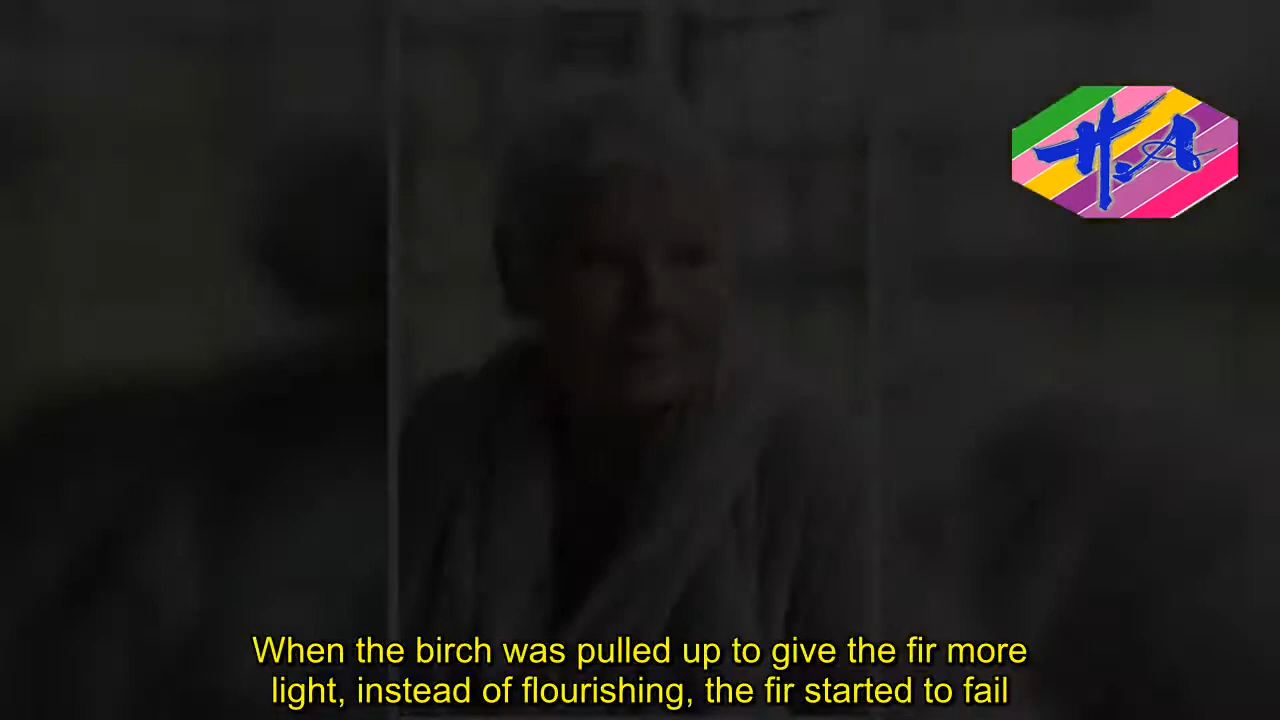 H.A
When the birch was pulled up to give the fir more
light, instead of flourishing, the fir started to fail